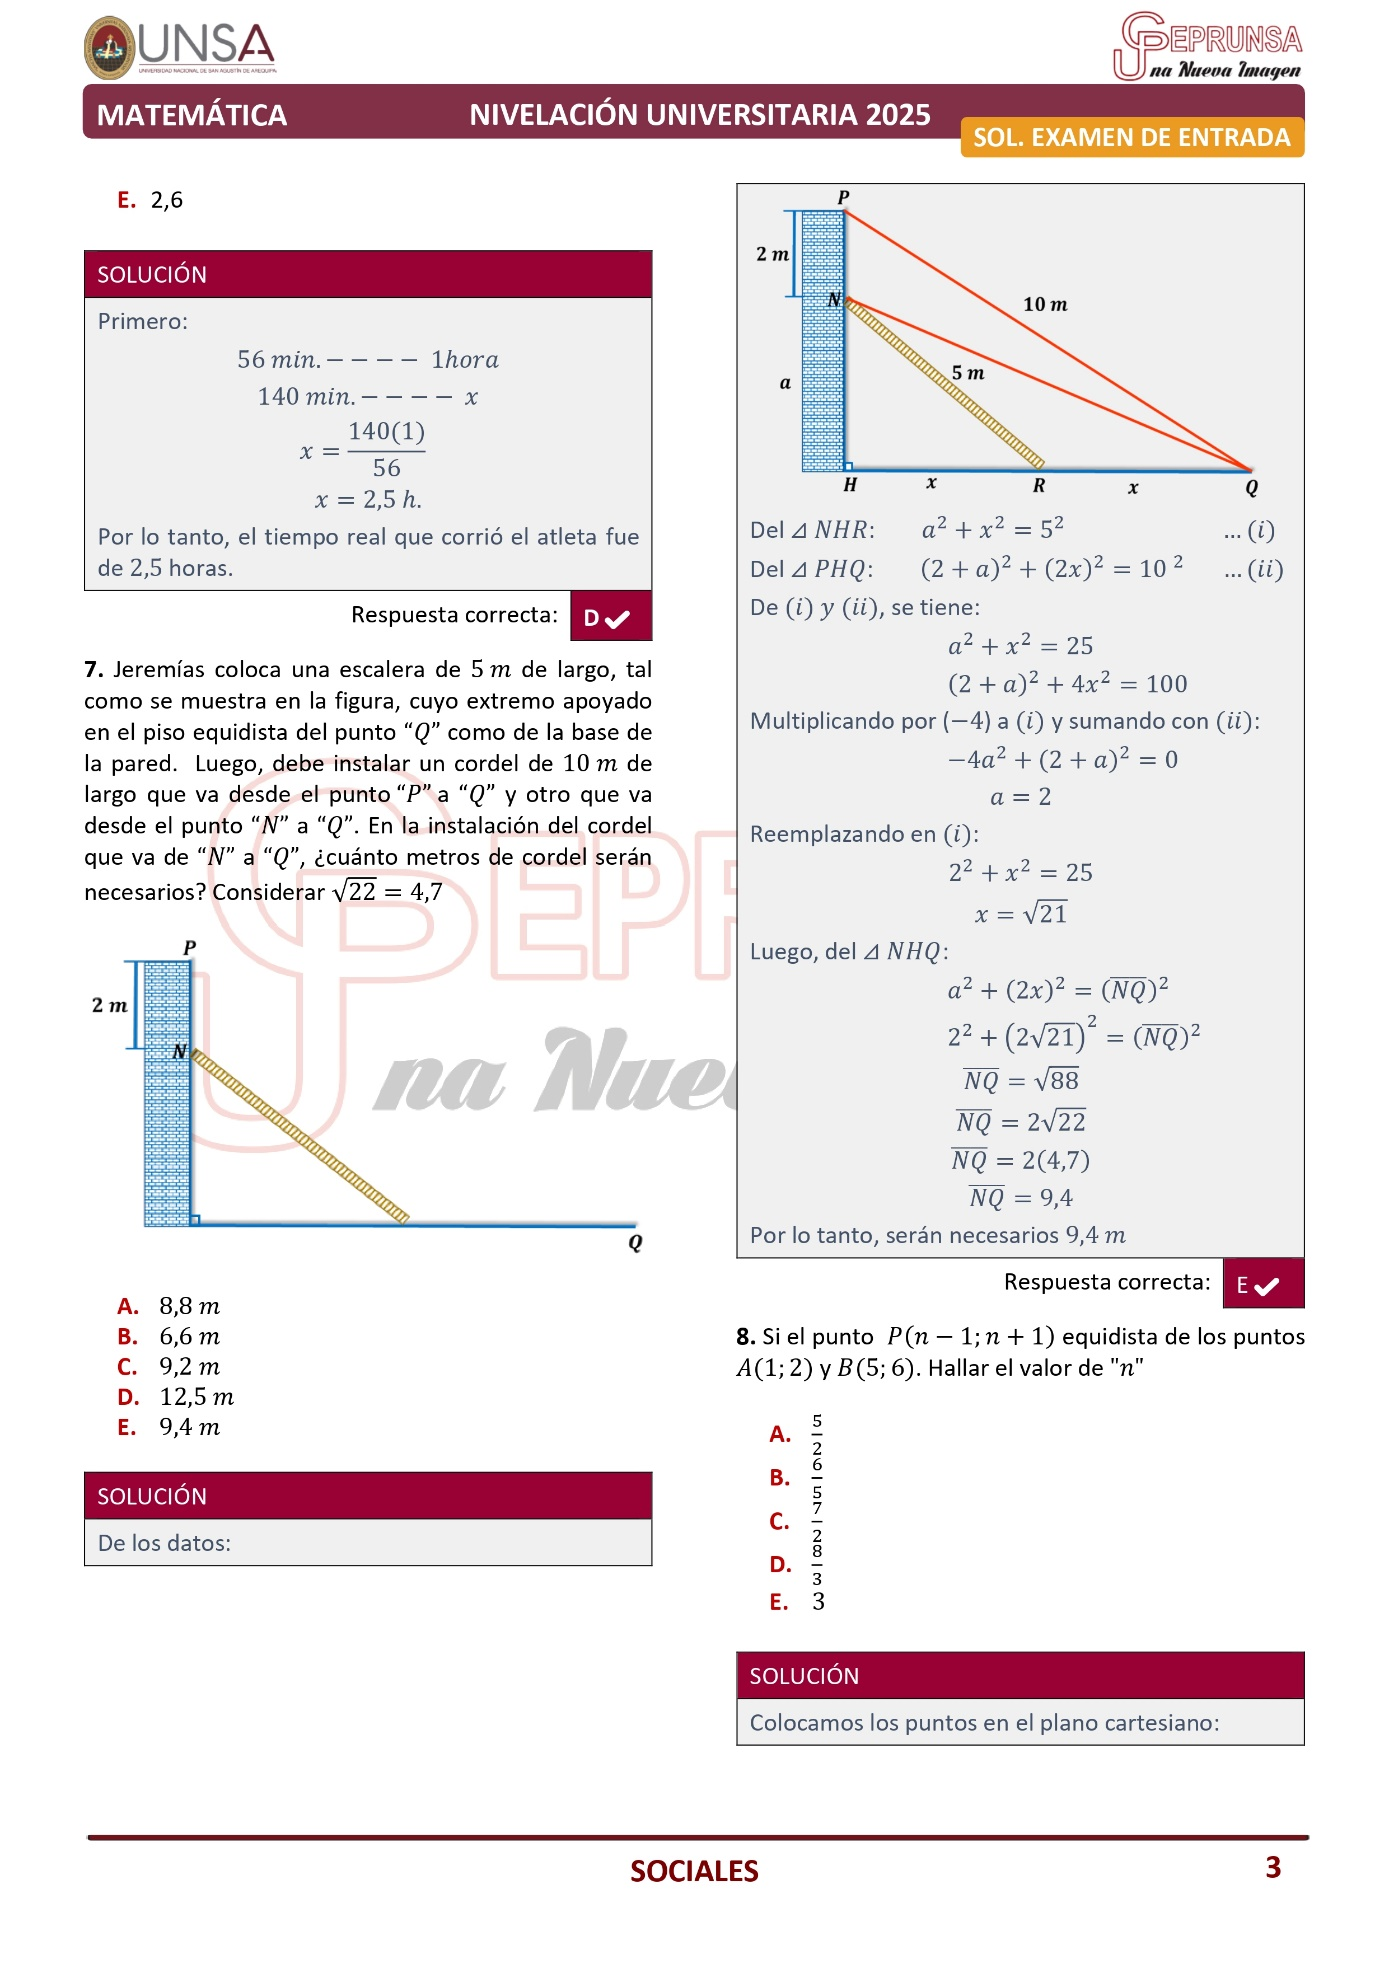 UNSA
UNIVERSIDAD NACIONAL DE SAN AGUSTÍN DE AREQUIPA
CEPRUNSA
Una Nueva Imagen
MATEMÁTICA
NIVELACIÓN UNIVERSITARIA 2025
SOL. EXAMEN DE ENTRADA
E. 2,6
SOLUCIÓN
Primero:
56 min. − − − − 1hora
140 min. − − − − x
x = 140(1)/56
x = 2,5 h.
Por lo tanto, el tiempo real que corrió el atleta fue
de 2,5 horas.
Respuesta correcta: D ✓
7. Jeremías coloca una escalera de 5 m de largo, tal
como se muestra en la figura, cuyo extremo apoyado
en el piso equidista del punto “Q” como de la base de
la pared. Luego, debe instalar un cordel de 10 m de
largo que va desde el punto “P” a “Q” y otro que va
desde el punto “N” a “Q”. En la instalación del cordel
que va de “N” a “Q”, ¿cuánto metros de cordel serán
necesarios? Considerar √22 = 4,7
P
2 m
N
Q
A. 8,8 m
B. 6,6 m
C. 9,2 m
D. 12,5 m
E. 9,4 m
SOLUCIÓN
De los datos:
P
2 m
N
10 m
5 m
a
H
x
R
x
Q
Del ⊿ NHR: a² + x² = 5² … (i)
Del ⊿ PHQ: (2 + a)² + (2x)² = 10 ² … (ii)
De (i) y (ii), se tiene:
a² + x² = 25
(2 + a)² + 4x² = 100
Multiplicando por (−4) a (i) y sumando con (ii):
−4a² + (2 + a)² = 0
a = 2
Reemplazando en (i):
2² + x² = 25
x = √21
Luego, del ⊿ NHQ:
a² + (2x)² = (N̅Q̅)²
2² + (2√21)² = (N̅Q̅)²
N̅Q̅ = √88
N̅Q̅ = 2√22
N̅Q̅ = 2(4,7)
N̅Q̅ = 9,4
Por lo tanto, serán necesarios 9,4 m
Respuesta correcta: E ✓
8. Si el punto P(n − 1; n + 1) equidista de los puntos
A(1; 2) y B(5; 6). Hallar el valor de "n"
A. 5/2
B. 6/5
C. 7/2
D. 8/3
E. 3
SOLUCIÓN
Colocamos los puntos en el plano cartesiano:
SOCIALES
3